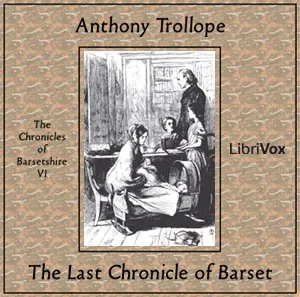 Anthony Trollope
The
Chronicles
of
Barsetshire
VI
LibriVox
The Last Chronicle of Barset